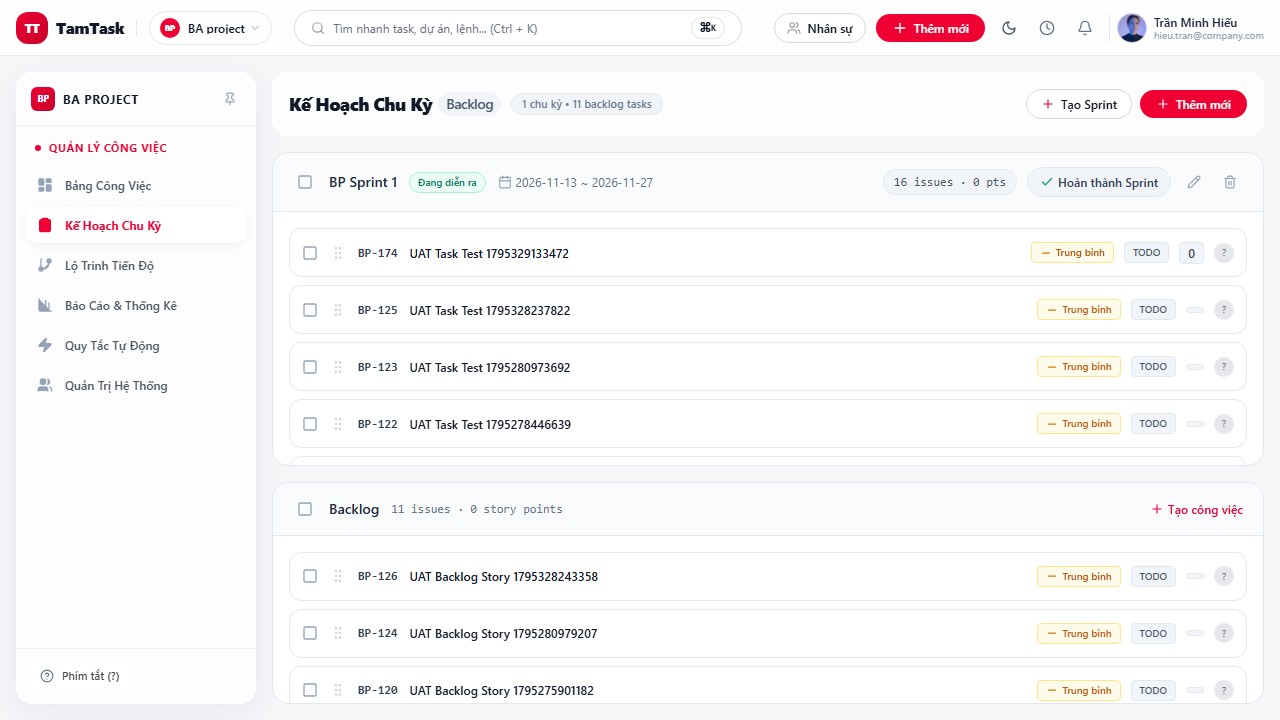 TT TamTask
BP BA project
Tìm nhanh task, dự án, lệnh... (Ctrl + K)
⌘K
Nhân sự
+ Thêm mới
Trần Minh Hiếu
hieu.tran@company.com
BP BA PROJECT
QUẢN LÝ CÔNG VIỆC
Bảng Công Việc
Kế Hoạch Chu Kỳ
Lộ Trình Tiến Độ
Báo Cáo & Thống Kê
Quy Tắc Tự Động
Quản Trị Hệ Thống
Phím tắt (?)
Kế Hoạch Chu Kỳ Backlog 1 chu kỳ • 11 backlog tasks
+ Tạo Sprint + Thêm mới
BP Sprint 1 Đang diễn ra 2026-11-13 ~ 2026-11-27 16 issues · 0 pts Hoàn thành Sprint
BP-174 UAT Task Test 1795329133472 Trung bình TODO 0 ?
BP-125 UAT Task Test 1795328237822 Trung bình TODO ?
BP-123 UAT Task Test 1795280973692 Trung bình TODO ?
BP-122 UAT Task Test 1795278446639 Trung bình TODO ?
Backlog 11 issues · 0 story points + Tạo công việc
BP-126 UAT Backlog Story 1795328243358 Trung bình TODO ?
BP-124 UAT Backlog Story 1795280979207 Trung bình TODO ?
BP-120 UAT Backlog Story 1795275901182 Trung bình TODO ?